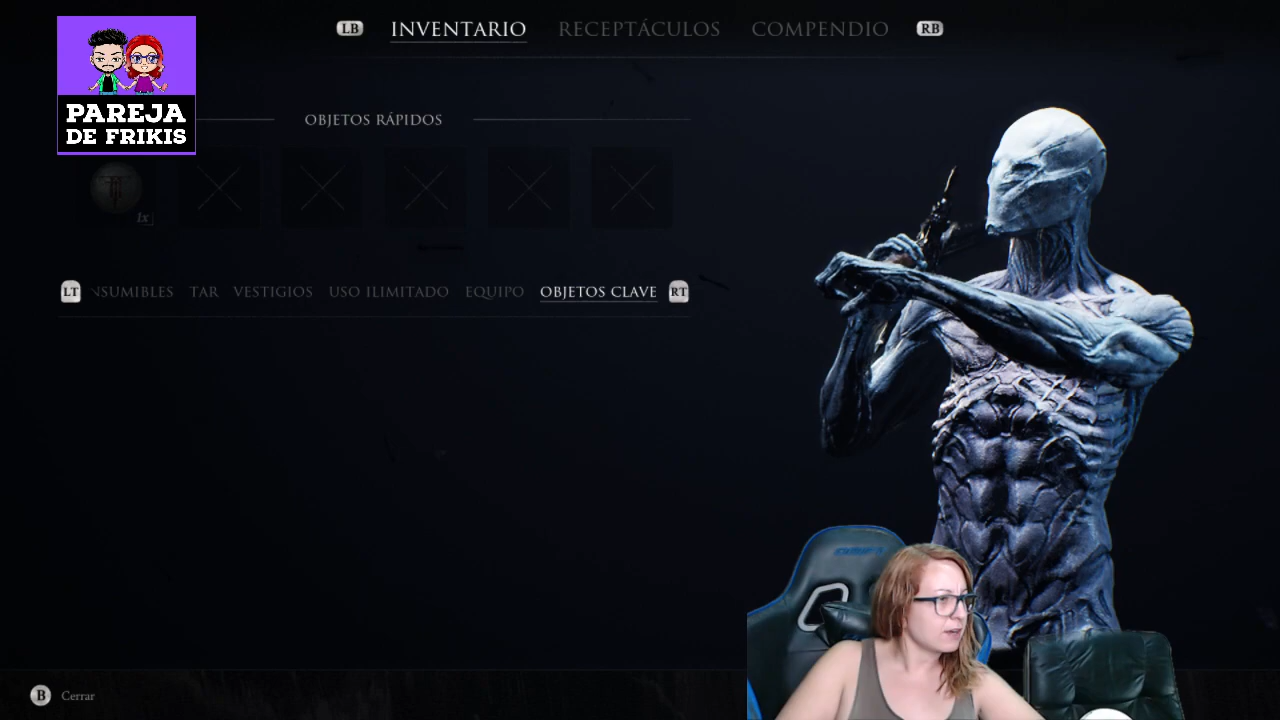 LB INVENTARIO RECEPTÁCULOS COMPENDIO RB
PAREJA
DE FRIKIS
OBJETOS RÁPIDOS
1x
LT NSUMIBLES TAR VESTIGIOS USO ILIMITADO EQUIPO OBJETOS CLAVE RT
B Cerrar